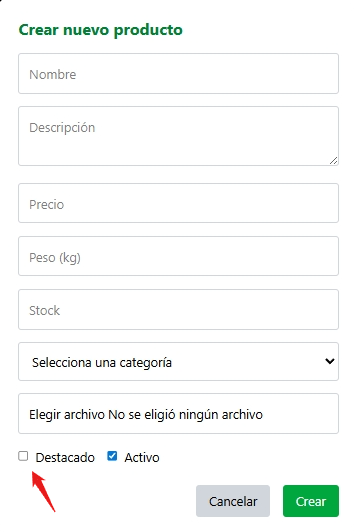 Crear nuevo producto
Nombre
Descripción
Precio
Peso (kg)
Stock
Selecciona una categoría
Elegir archivo No se eligió ningún archivo
Destacado Activo
Cancelar Crear